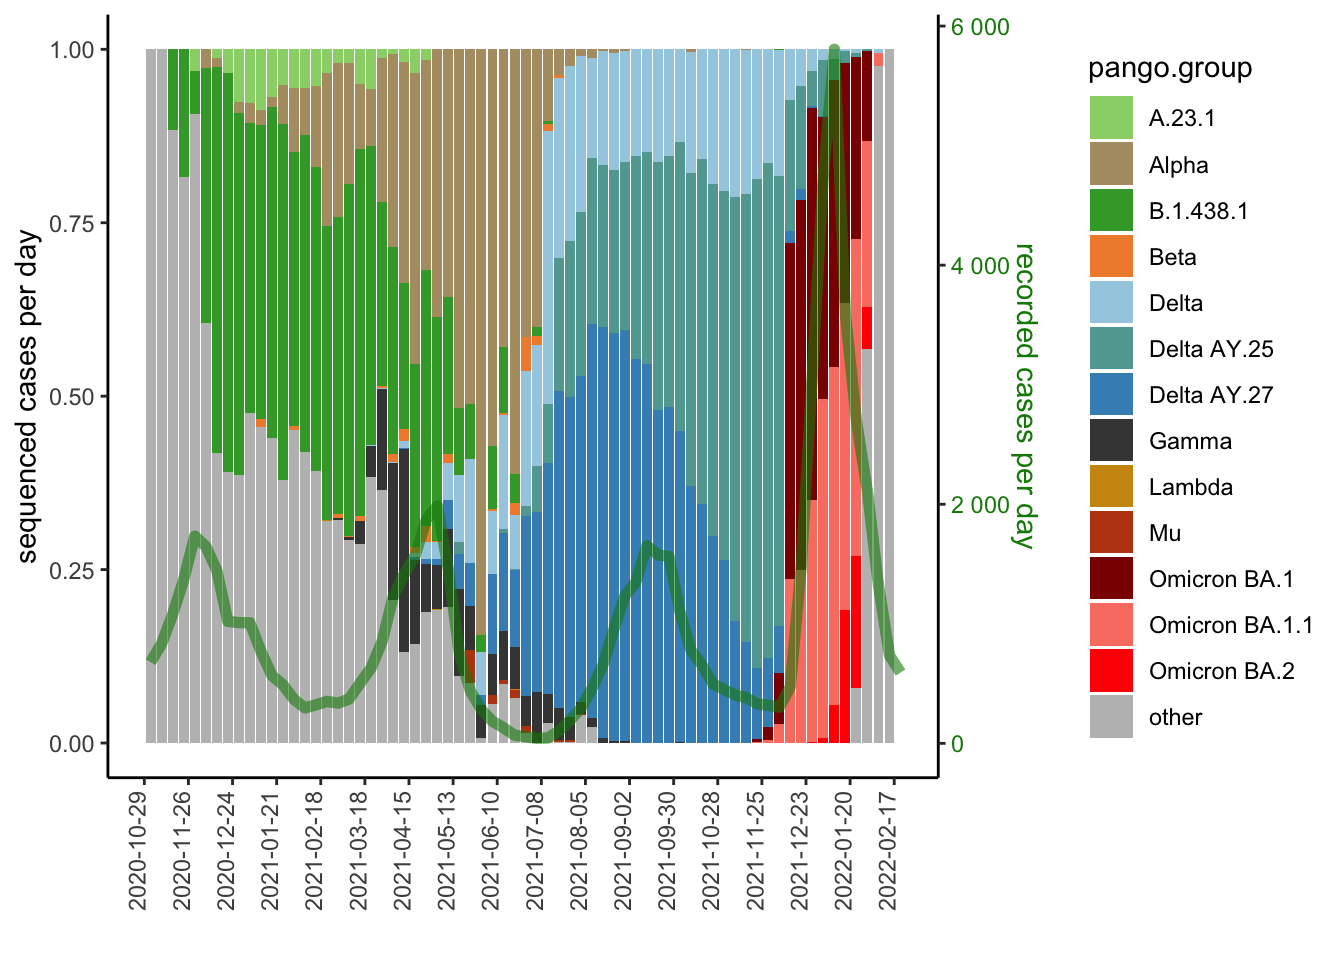 pango.group
A.23.1
Alpha
B.1.438.1
Beta
Delta
Delta AY.25
Delta AY.27
Gamma
Lambda
Mu
Omicron BA.1
Omicron BA.1.1
Omicron BA.2
other
sequenced cases per day
1.00
0.75
0.50
0.25
0.00
recorded cases per day
6 000
4 000
2 000
0
2020-10-29
2020-11-26
2020-12-24
2021-01-21
2021-02-18
2021-03-18
2021-04-15
2021-05-13
2021-06-10
2021-07-08
2021-08-05
2021-09-02
2021-09-30
2021-10-28
2021-11-25
2021-12-23
2022-01-20
2022-02-17